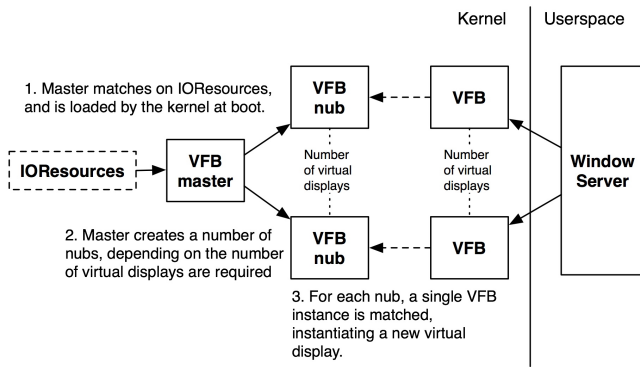 Kernel
Userspace
1. Master matches on IOResources,
and is loaded by the kernel at boot.
VFB
nub
VFB
IOResources
VFB
master
Number
of virtual
displays
Number
of virtual
displays
Window
Server
2. Master creates a number of
nubs, depending on the number
of virtual displays are required
VFB
nub
VFB
3. For each nub, a single VFB
instance is matched,
instantiating a new virtual
display.